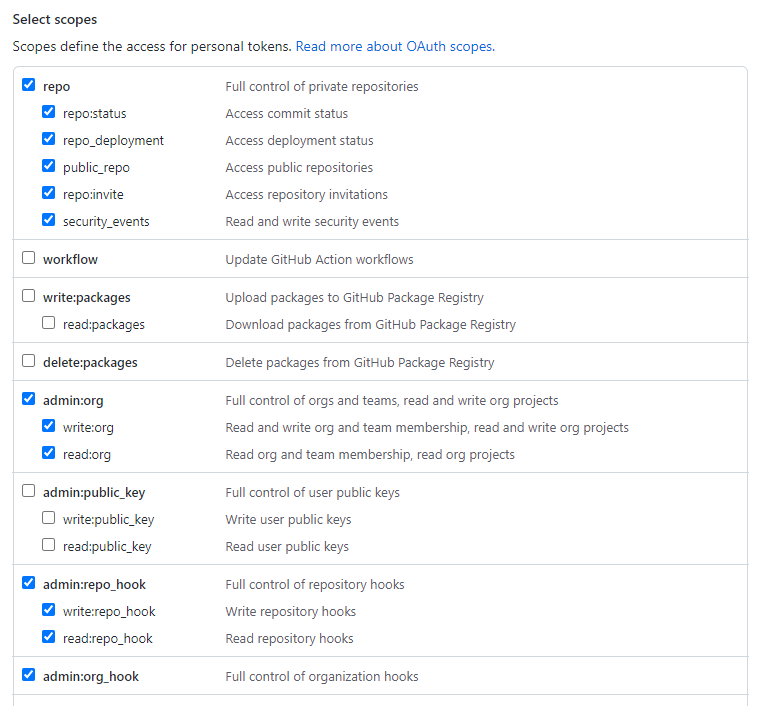 Select scopes
Scopes define the access for personal tokens. Read more about OAuth scopes.
repo Full control of private repositories
repo:status Access commit status
repo_deployment Access deployment status
public_repo Access public repositories
repo:invite Access repository invitations
security_events Read and write security events
workflow Update GitHub Action workflows
write:packages Upload packages to GitHub Package Registry
read:packages Download packages from GitHub Package Registry
delete:packages Delete packages from GitHub Package Registry
admin:org Full control of orgs and teams, read and write org projects
write:org Read and write org and team membership, read and write org projects
read:org Read org and team membership, read org projects
admin:public_key Full control of user public keys
write:public_key Write user public keys
read:public_key Read user public keys
admin:repo_hook Full control of repository hooks
write:repo_hook Write repository hooks
read:repo_hook Read repository hooks
admin:org_hook Full control of organization hooks